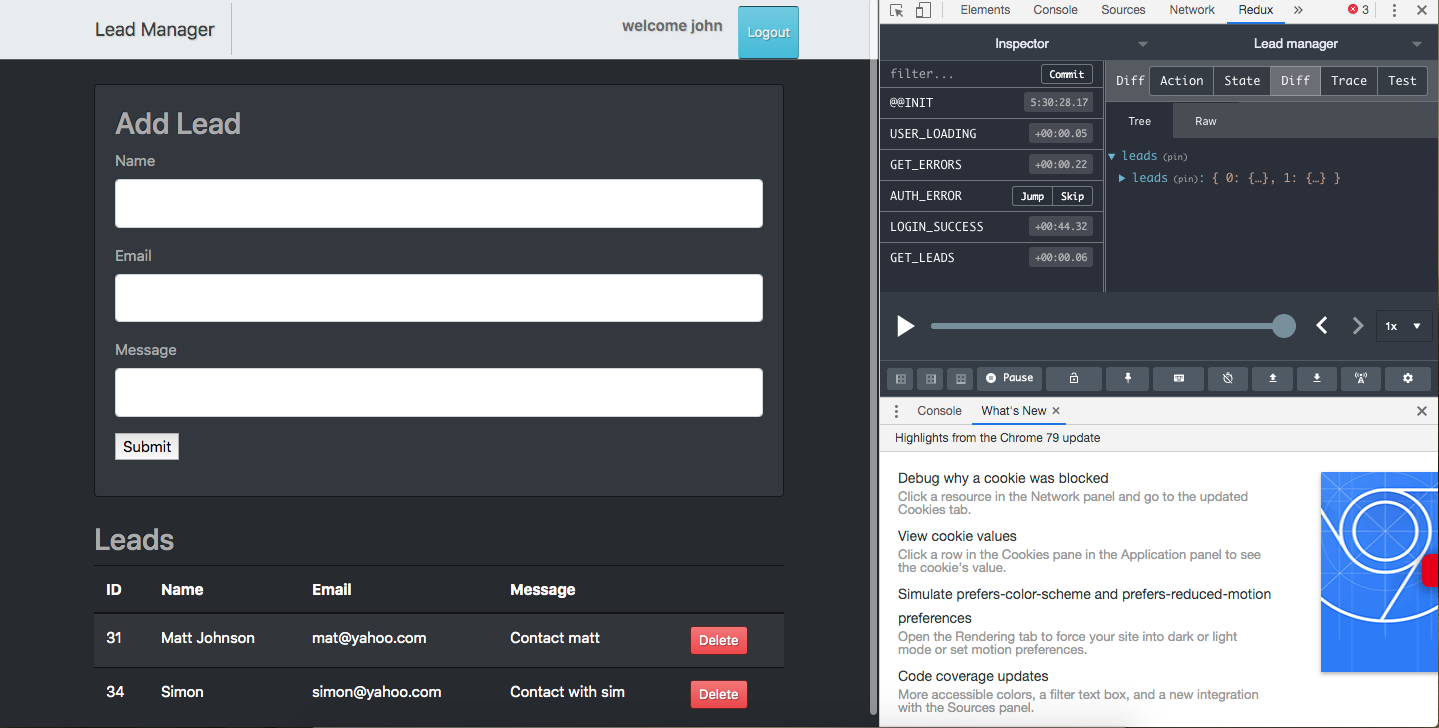 Lead Manager
welcome john
Logout
Add Lead
Name
Email
Message
Submit
Leads
ID Name Email Message
31 Matt Johnson mat@yahoo.com Contact matt Delete
34 Simon simon@yahoo.com Contact with sim Delete
Elements Console Sources Network Redux » 3
Inspector Lead manager
filter... Commit
@@INIT 5:30:28.17
USER_LOADING +00:00.05
GET_ERRORS +00:00.22
AUTH_ERROR Jump Skip
LOGIN_SUCCESS +00:44.32
GET_LEADS +00:00.06
Diff Action State Diff Trace Test
Tree Raw
leads (pin)
leads (pin): { 0: {…}, 1: {…} }
1x
Pause
Console What's New ×
Highlights from the Chrome 79 update
Debug why a cookie was blocked
Click a resource in the Network panel and go to the updated
Cookies tab.
View cookie values
Click a row in the Cookies pane in the Application panel to see
the cookie's value.
Simulate prefers-color-scheme and prefers-reduced-motion
preferences
Open the Rendering tab to force your site into dark or light
mode or set motion preferences.
Code coverage updates
More accessible colors, a filter text box, and a new integration
with the Sources panel.
9